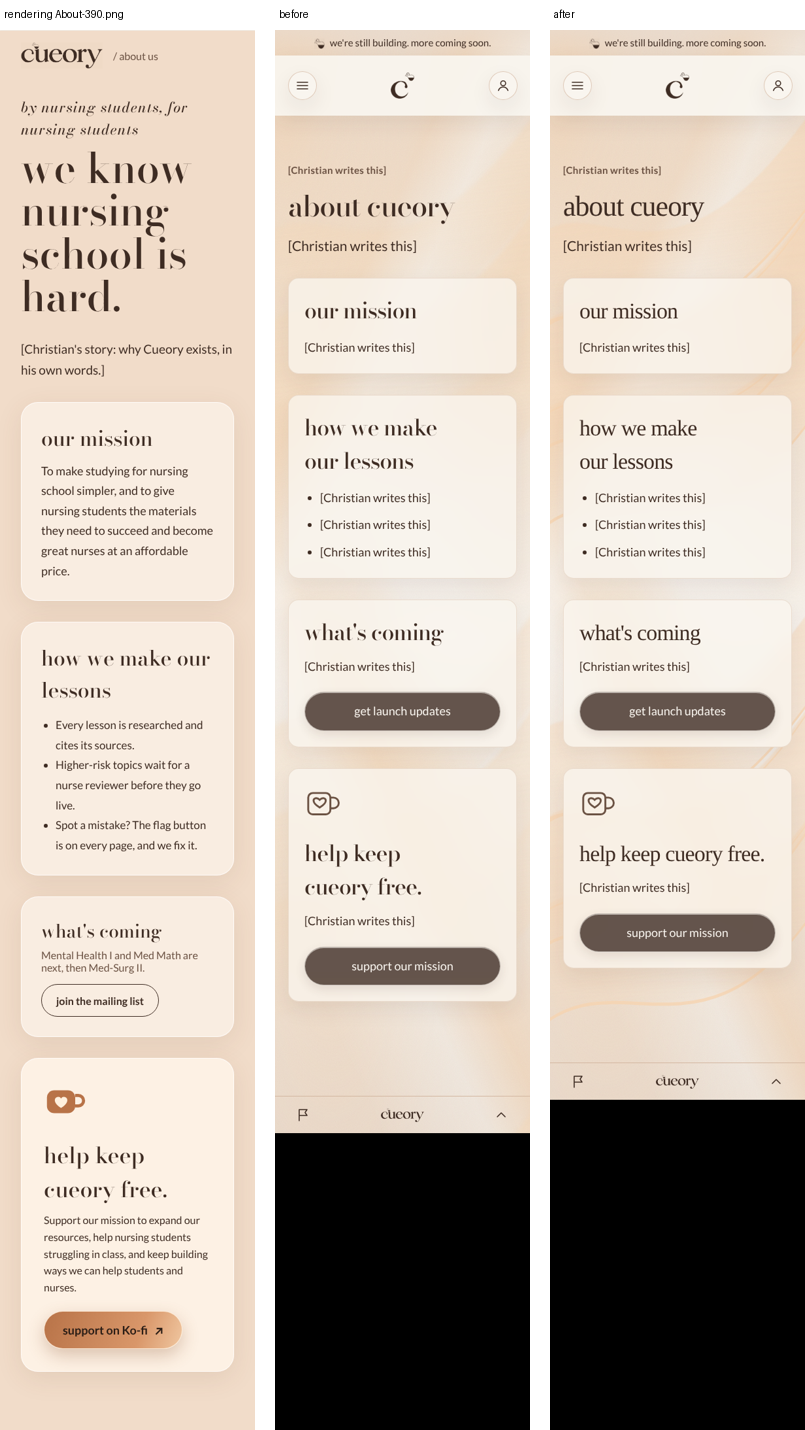 rendering About-390.png
cueory / about us
by nursing students, for
nursing students
we know
nursing
school is
hard.
[Christian's story: why Cueory exists, in
his own words.]
our mission
To make studying for nursing
school simpler, and to give
nursing students the materials
they need to succeed and become
great nurses at an affordable
price.
how we make our
lessons
• Every lesson is researched and
cites its sources.
• Higher-risk topics wait for a
nurse reviewer before they go
live.
• Spot a mistake? The flag button
is on every page, and we fix it.
what's coming
Mental Health I and Med Math are
next, then Med-Surg II.
join the mailing list
help keep
cueory free.
Support our mission to expand our
resources, help nursing students
struggling in class, and keep building
ways we can help students and
nurses.
support on Ko-fi
before
we're still building. more coming soon.
c
[Christian writes this]
about cueory
[Christian writes this]
our mission
[Christian writes this]
how we make
our lessons
• [Christian writes this]
• [Christian writes this]
• [Christian writes this]
what's coming
[Christian writes this]
get launch updates
help keep
cueory free.
[Christian writes this]
support our mission
cueory
after
we're still building. more coming soon.
c
[Christian writes this]
about cueory
[Christian writes this]
our mission
[Christian writes this]
how we make
our lessons
• [Christian writes this]
• [Christian writes this]
• [Christian writes this]
what's coming
[Christian writes this]
get launch updates
help keep cueory free.
[Christian writes this]
support our mission
cueory